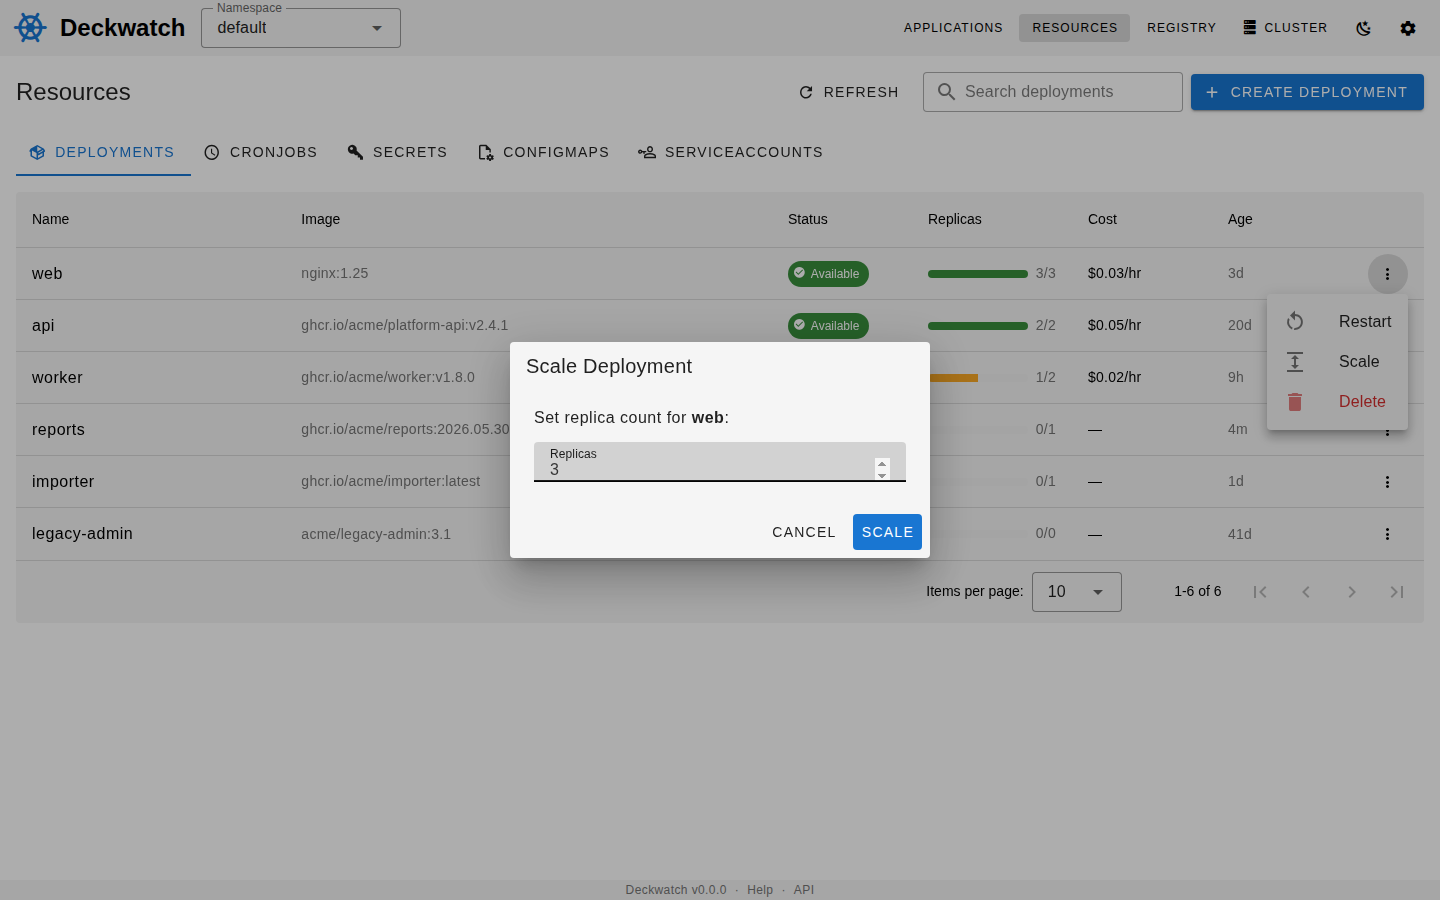 Deckwatch
Namespace
default
APPLICATIONS
RESOURCES
REGISTRY
CLUSTER
Resources
REFRESH
Search deployments
CREATE DEPLOYMENT
DEPLOYMENTS
CRONJOBS
SECRETS
CONFIGMAPS
SERVICEACCOUNTS
Name Image Status Replicas Cost Age
web nginx:1.25 Available 3/3 $0.03/hr 3d
api ghcr.io/acme/platform-api:v2.4.1 Available 2/2 $0.05/hr 20d
worker ghcr.io/acme/worker:v1.8.0 1/2 $0.02/hr 9h
reports ghcr.io/acme/reports:2026.05.30 0/1 — 4m
importer ghcr.io/acme/importer:latest 0/1 — 1d
legacy-admin acme/legacy-admin:3.1 0/0 — 41d
Restart
Scale
Delete
Scale Deployment
Set replica count for web:
Replicas
3
CANCEL
SCALE
Items per page: 10 1-6 of 6
Deckwatch v0.0.0 · Help · API